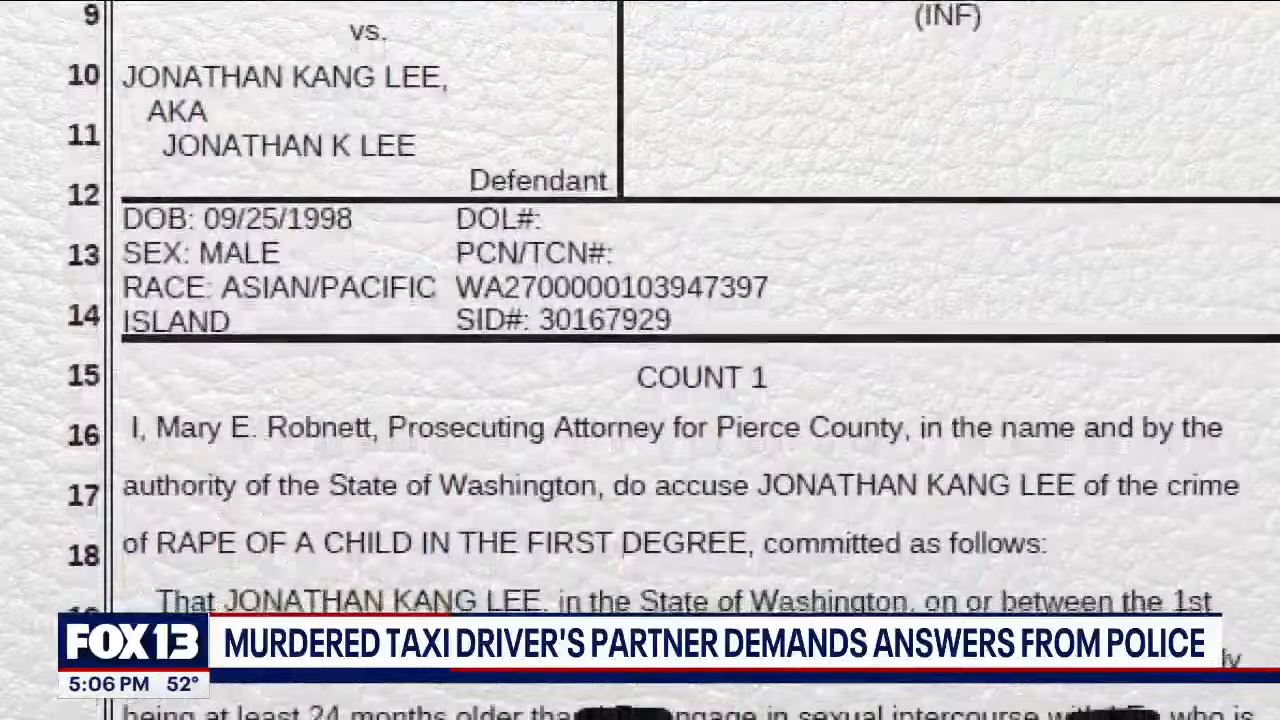 9
vs.
(INF)
10 JONATHAN KANG LEE,
AKA
11 JONATHAN K LEE
12 Defendant
DOB: 09/25/1998 DOL#:
13 SEX: MALE PCN/TCN#:
RACE: ASIAN/PACIFIC WA2700000103947397
14 ISLAND SID#: 30167929
15 COUNT 1
16 I, Mary E. Robnett, Prosecuting Attorney for Pierce County, in the name and by the
17 authority of the State of Washington, do accuse JONATHAN KANG LEE of the crime
18 of RAPE OF A CHILD IN THE FIRST DEGREE, committed as follows:
That JONATHAN KANG LEE, in the State of Washington, on or between the 1st
FOX 13 MURDERED TAXI DRIVER'S PARTNER DEMANDS ANSWERS FROM POLICE
5:06 PM 52°
being at least 24 months older engage in sexual intercourse who is